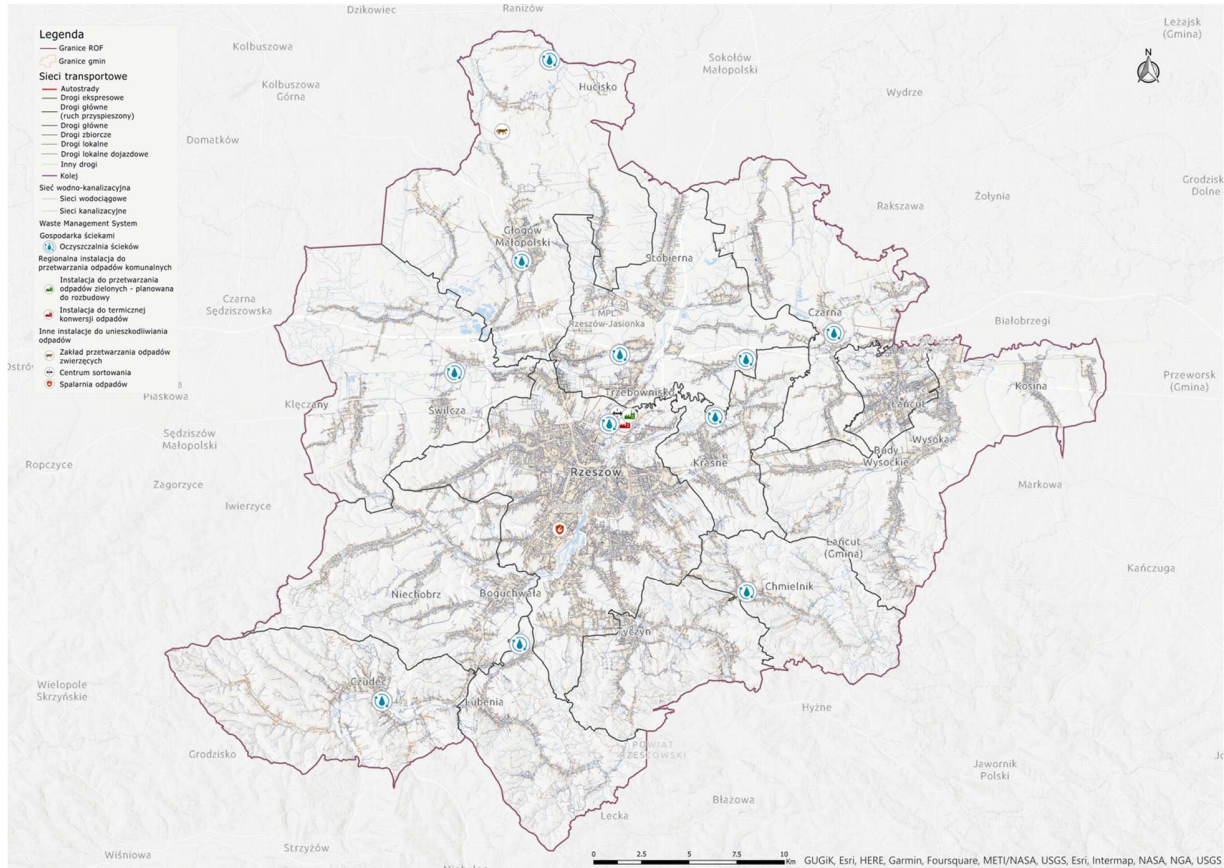 Legenda
Granice ROF
Granice gmin
Sieci transportowe
Autostrady
Drogi ekspresowe
Drogi główne
(ruch przyspieszony)
Drogi główne
Drogi zbiorcze
Drogi lokalne
Drogi lokalne dojazdowe
Inny drogi
Kolej
Sieć wodno-kanalizacyjna
Sieci wodociągowe
Sieci kanalizacyjne
Waste Management System
Gospodarka ściekami
Oczyszczalnia ścieków
Regionalna instalacja do
przetwarzania odpadów komunalnych
Instalacja do przetwarzania
odpadów zielonych - planowana
do rozbudowy
Instalacja do termicznej
konwersji odpadów
Inne instalacje do unieszkodliwiania
odpadów
Zakład przetwarzania odpadów
zwierzęcych
Centrum sortowania
Spalarnia odpadów
N
Dzikowiec
Raniżów
Leżajsk
(Gmina)
Kolbuszowa
Sokołów
Małopolski
Kolbuszowa
Górna
Hucisko
Wydrze
Domatków
Grodzisk
Dolne
Żołynia
Rakszawa
Głogów
Małopolski
Stobierna
Czarna
Sędziszowska
MPL
Rzeszów-Jasionka
Czarna
Białobrzegi
Przeworsk
(Gmina)
Piaskowa
Klęczany
Świlcza
Trzebownisko
Łańcut
Kosina
Sędziszów
Małopolski
Wysoka
Ropczyce
Krasne
Budy
Wysockie
Rzeszów
Zagorzyce
Markowa
Iwierzyce
Łańcut
(Gmina)
Kańczuga
Niechobrz
Boguchwała
Chmielnik
Tyczyn
Wielopole
Skrzyńskie
Czudec
Lubenia
Hyżne
Grodzisko
POWIAT
RZESZOWSKI
Jawornik
Polski
Błażowa
Lecka
Strzyżów
Wiśniowa
0 2.5 5 7.5 10
Km
GUGiK, Esri, HERE, Garmin, Foursquare, METI/NASA, USGS, Esri, Intermap, NASA, NGA, USGS